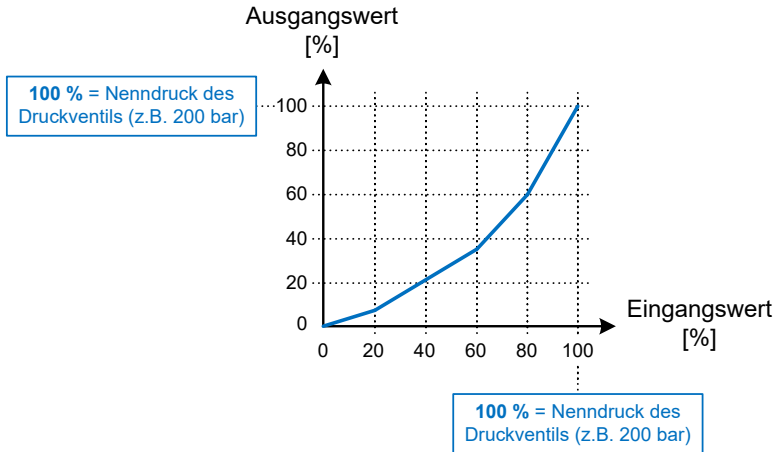 Ausgangswert
[%]
100 % = Nenndruck des
Druckventils (z.B. 200 bar)
100
80
60
40
20
0
0 20 40 60 80 100
Eingangswert
[%]
100 % = Nenndruck des
Druckventils (z.B. 200 bar)